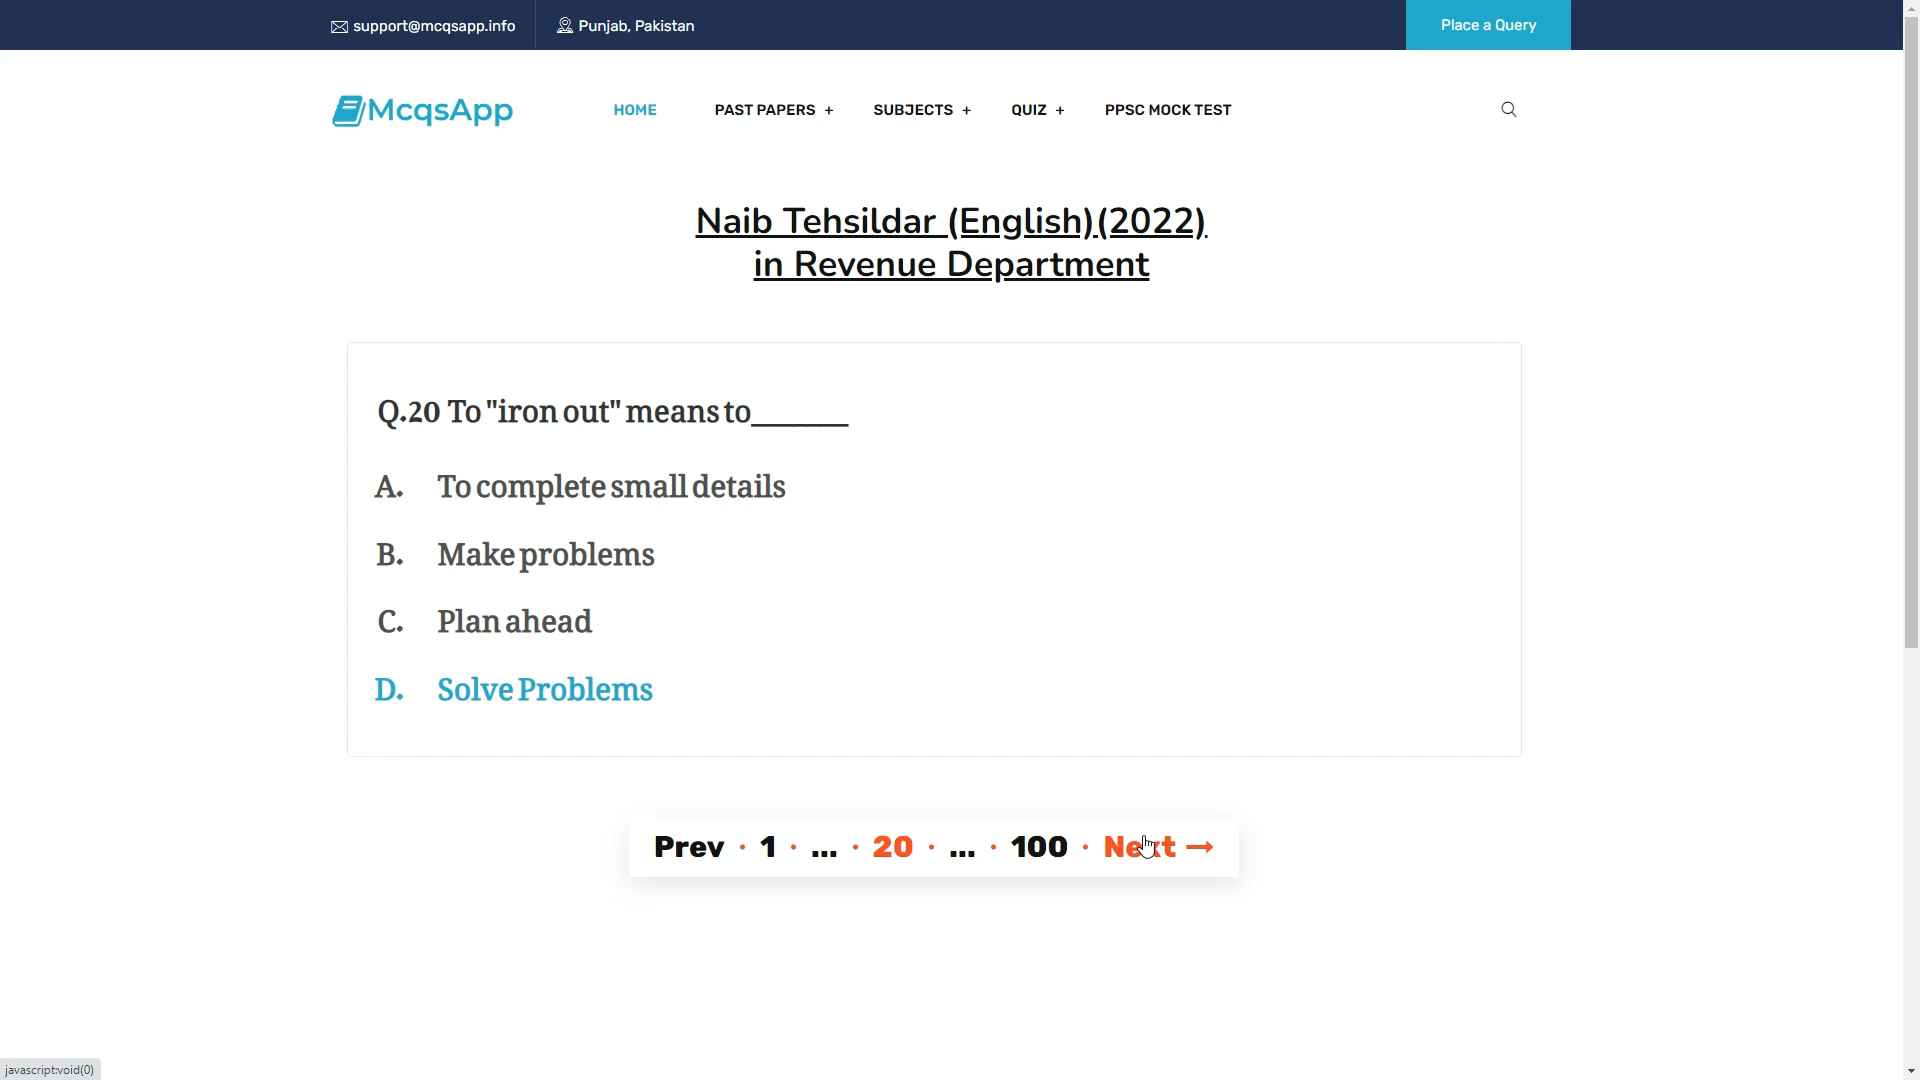 support@mcqsapp.info Punjab, Pakistan Place a Query
McqsApp HOME PAST PAPERS + SUBJECTS + QUIZ + PPSC MOCK TEST
Naib Tehsildar (English)(2022)
in Revenue Department
Q.20 To "iron out" means to_______
A. To complete small details
B. Make problems
C. Plan ahead
D. Solve Problems
Prev · 1 · ... · 20 · ... · 100 · Next →
javascript:void(0)